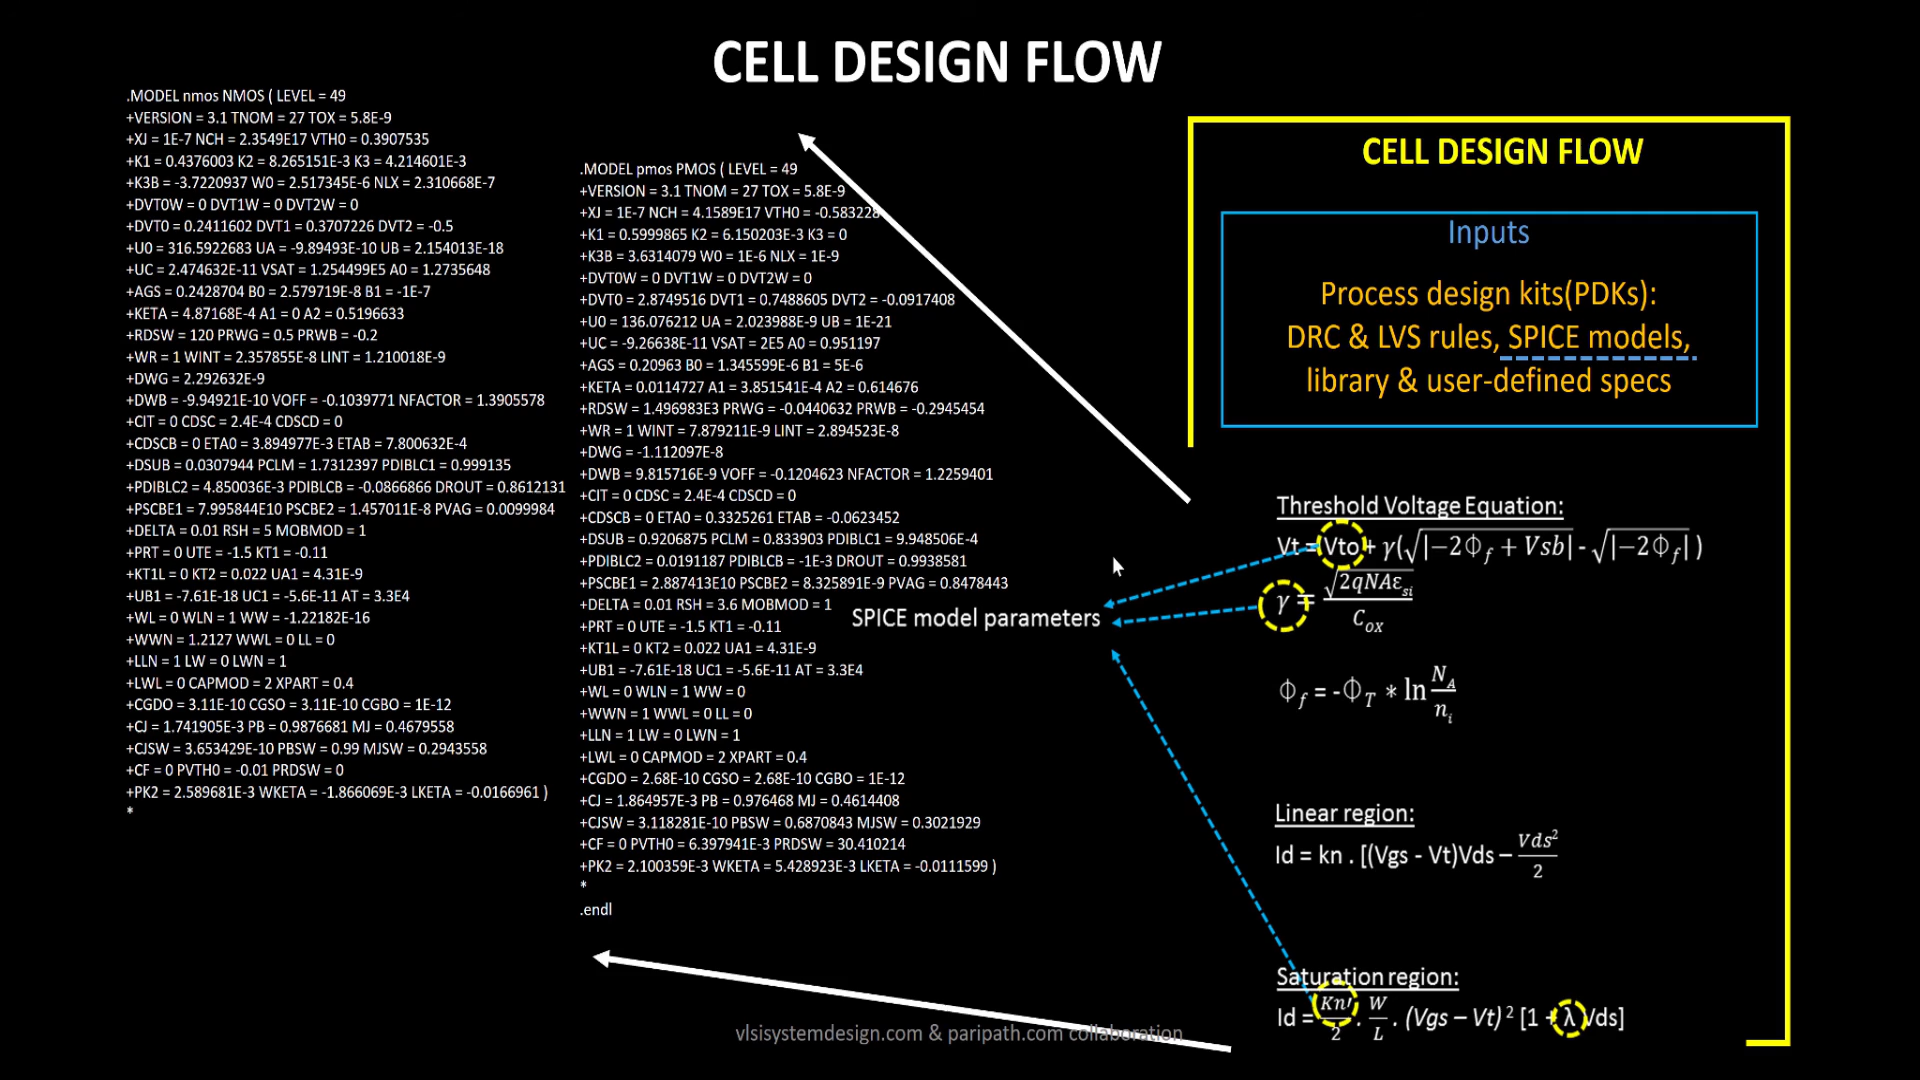 CELL DESIGN FLOW
.MODEL nmos NMOS ( LEVEL = 49
+VERSION = 3.1 TNOM = 27 TOX = 5.8E-9
+XJ = 1E-7 NCH = 2.3549E17 VTH0 = 0.3907535
+K1 = 0.4376003 K2 = 8.265151E-3 K3 = 4.214601E-3
+K3B = -3.7220937 W0 = 2.517345E-6 NLX = 2.310668E-7
+DVT0W = 0 DVT1W = 0 DVT2W = 0
+DVT0 = 0.2411602 DVT1 = 0.3707226 DVT2 = -0.5
+U0 = 316.5922683 UA = -9.89493E-10 UB = 2.154013E-18
+UC = 2.474632E-11 VSAT = 1.254499E5 A0 = 1.2735648
+AGS = 0.2428704 B0 = 2.579719E-8 B1 = -1E-7
+KETA = 4.87168E-4 A1 = 0 A2 = 0.5196633
+RDSW = 120 PRWG = 0.5 PRWB = -0.2
+WR = 1 WINT = 2.357855E-8 LINT = 1.210018E-9
+DWG = 2.292632E-9
+DWB = -9.94921E-10 VOFF = -0.1039771 NFACTOR = 1.3905578
+CIT = 0 CDSC = 2.4E-4 CDSCD = 0
+CDSCB = 0 ETA0 = 3.894977E-3 ETAB = 7.800632E-4
+DSUB = 0.0307944 PCLM = 1.7312397 PDIBLC1 = 0.999135
+PDIBLC2 = 4.850036E-3 PDIBLCB = -0.0866866 DROUT = 0.8612131
+PSCBE1 = 7.995844E10 PSCBE2 = 1.457011E-8 PVAG = 0.0099984
+DELTA = 0.01 RSH = 5 MOBMOD = 1
+PRT = 0 UTE = -1.5 KT1 = -0.11
+KT1L = 0 KT2 = 0.022 UA1 = 4.31E-9
+UB1 = -7.61E-18 UC1 = -5.6E-11 AT = 3.3E4
+WL = 0 WLN = 1 WW = -1.22182E-16
+WWN = 1.2127 WWL = 0 LL = 0
+LLN = 1 LW = 0 LWN = 1
+LWL = 0 CAPMOD = 2 XPART = 0.4
+CGDO = 3.11E-10 CGSO = 3.11E-10 CGBO = 1E-12
+CJ = 1.741905E-3 PB = 0.9876681 MJ = 0.4679558
+CJSW = 3.653429E-10 PBSW = 0.99 MJSW = 0.2943558
+CF = 0 PVTH0 = -0.01 PRDSW = 0
+PK2 = 2.589681E-3 WKETA = -1.866069E-3 LKETA = -0.0166961 )
*
.MODEL pmos PMOS ( LEVEL = 49
+VERSION = 3.1 TNOM = 27 TOX = 5.8E-9
+XJ = 1E-7 NCH = 4.1589E17 VTH0 = -0.583228
+K1 = 0.5999865 K2 = 6.150203E-3 K3 = 0
+K3B = 3.6314079 W0 = 1E-6 NLX = 1E-9
+DVT0W = 0 DVT1W = 0 DVT2W = 0
+DVT0 = 2.8749516 DVT1 = 0.7488605 DVT2 = -0.0917408
+U0 = 136.076212 UA = 2.023988E-9 UB = 1E-21
+UC = -9.26638E-11 VSAT = 2E5 A0 = 0.951197
+AGS = 0.20963 B0 = 1.345599E-6 B1 = 5E-6
+KETA = 0.0114727 A1 = 3.851541E-4 A2 = 0.614676
+RDSW = 1.496983E3 PRWG = -0.0440632 PRWB = -0.2945454
+WR = 1 WINT = 7.879211E-9 LINT = 2.894523E-8
+DWG = -1.112097E-8
+DWB = 9.815716E-9 VOFF = -0.1204623 NFACTOR = 1.2259401
+CIT = 0 CDSC = 2.4E-4 CDSCD = 0
+CDSCB = 0 ETA0 = 0.3325261 ETAB = -0.0623452
+DSUB = 0.9206875 PCLM = 0.833903 PDIBLC1 = 9.948506E-4
+PDIBLC2 = 0.0191187 PDIBLCB = -1E-3 DROUT = 0.9938581
+PSCBE1 = 2.887413E10 PSCBE2 = 8.325891E-9 PVAG = 0.8478443
+DELTA = 0.01 RSH = 3.6 MOBMOD = 1
+PRT = 0 UTE = -1.5 KT1 = -0.11
+KT1L = 0 KT2 = 0.022 UA1 = 4.31E-9
+UB1 = -7.61E-18 UC1 = -5.6E-11 AT = 3.3E4
+WL = 0 WLN = 1 WW = 0
+WWN = 1 WWL = 0 LL = 0
+LLN = 1 LW = 0 LWN = 1
+LWL = 0 CAPMOD = 2 XPART = 0.4
+CGDO = 2.68E-10 CGSO = 2.68E-10 CGBO = 1E-12
+CJ = 1.864957E-3 PB = 0.976468 MJ = 0.4614408
+CJSW = 3.118281E-10 PBSW = 0.6870843 MJSW = 0.3021929
+CF = 0 PVTH0 = 6.397941E-3 PRDSW = 30.410214
+PK2 = 2.100359E-3 WKETA = 5.428923E-3 LKETA = -0.0111599 )
*
.endl
SPICE model parameters
CELL DESIGN FLOW
Inputs
Process design kits(PDKs):
DRC & LVS rules, SPICE models,
library & user-defined specs
Threshold Voltage Equation:
Vt = Vto + γ(√|−2Φf + Vsb| - √|−2Φf| )
γ = √2qNAεsi / Cox
Φf = -ΦT * ln NA / ni
Linear region:
Id = kn . [(Vgs - Vt)Vds – Vds² / 2
Saturation region:
Id = Kn′ / 2 . W / L . (Vgs – Vt) ² [1 + λ Vds]
vlsisystemdesign.com & paripath.com collaboration